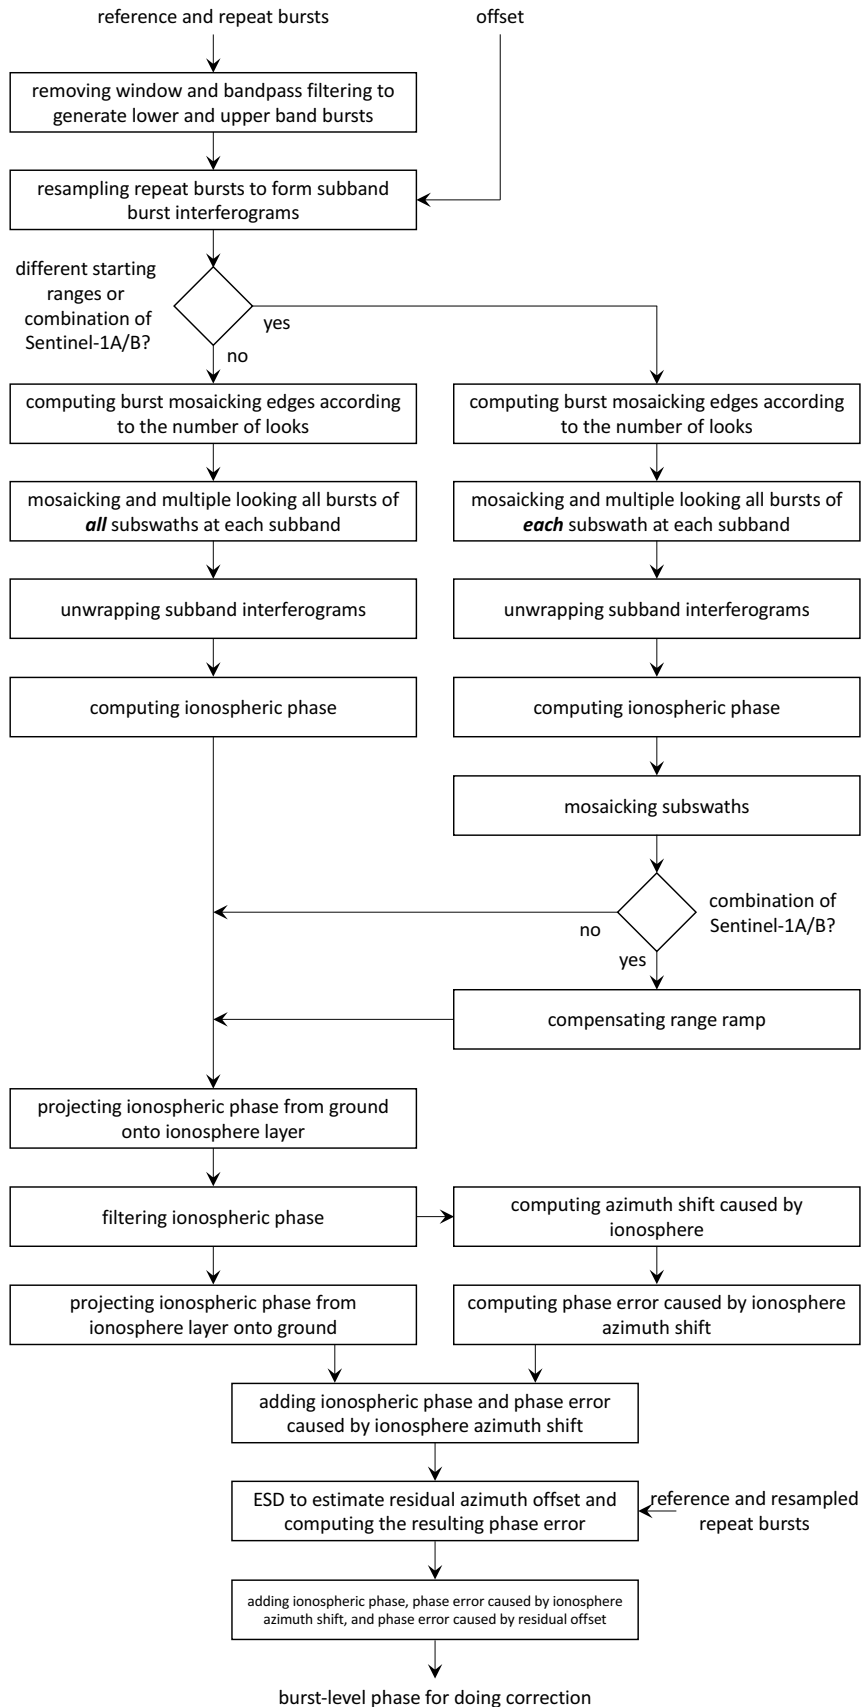 reference and repeat bursts
offset
removing window and bandpass filtering to
generate lower and upper band bursts
resampling repeat bursts to form subband
burst interferograms
different starting
ranges or
combination of
Sentinel-1A/B?
yes
no
computing burst mosaicking edges according
to the number of looks
computing burst mosaicking edges according
to the number of looks
mosaicking and multiple looking all bursts of
all subswaths at each subband
mosaicking and multiple looking all bursts of
each subswath at each subband
unwrapping subband interferograms
unwrapping subband interferograms
computing ionospheric phase
computing ionospheric phase
mosaicking subswaths
combination of
Sentinel-1A/B?
no
yes
compensating range ramp
projecting ionospheric phase from ground
onto ionosphere layer
filtering ionospheric phase
computing azimuth shift caused by
ionosphere
projecting ionospheric phase from
ionosphere layer onto ground
computing phase error caused by ionosphere
azimuth shift
adding ionospheric phase and phase error
caused by ionosphere azimuth shift
ESD to estimate residual azimuth offset and
computing the resulting phase error
reference and resampled
repeat bursts
adding ionospheric phase, phase error caused by ionosphere
azimuth shift, and phase error caused by residual offset
burst-level phase for doing correction